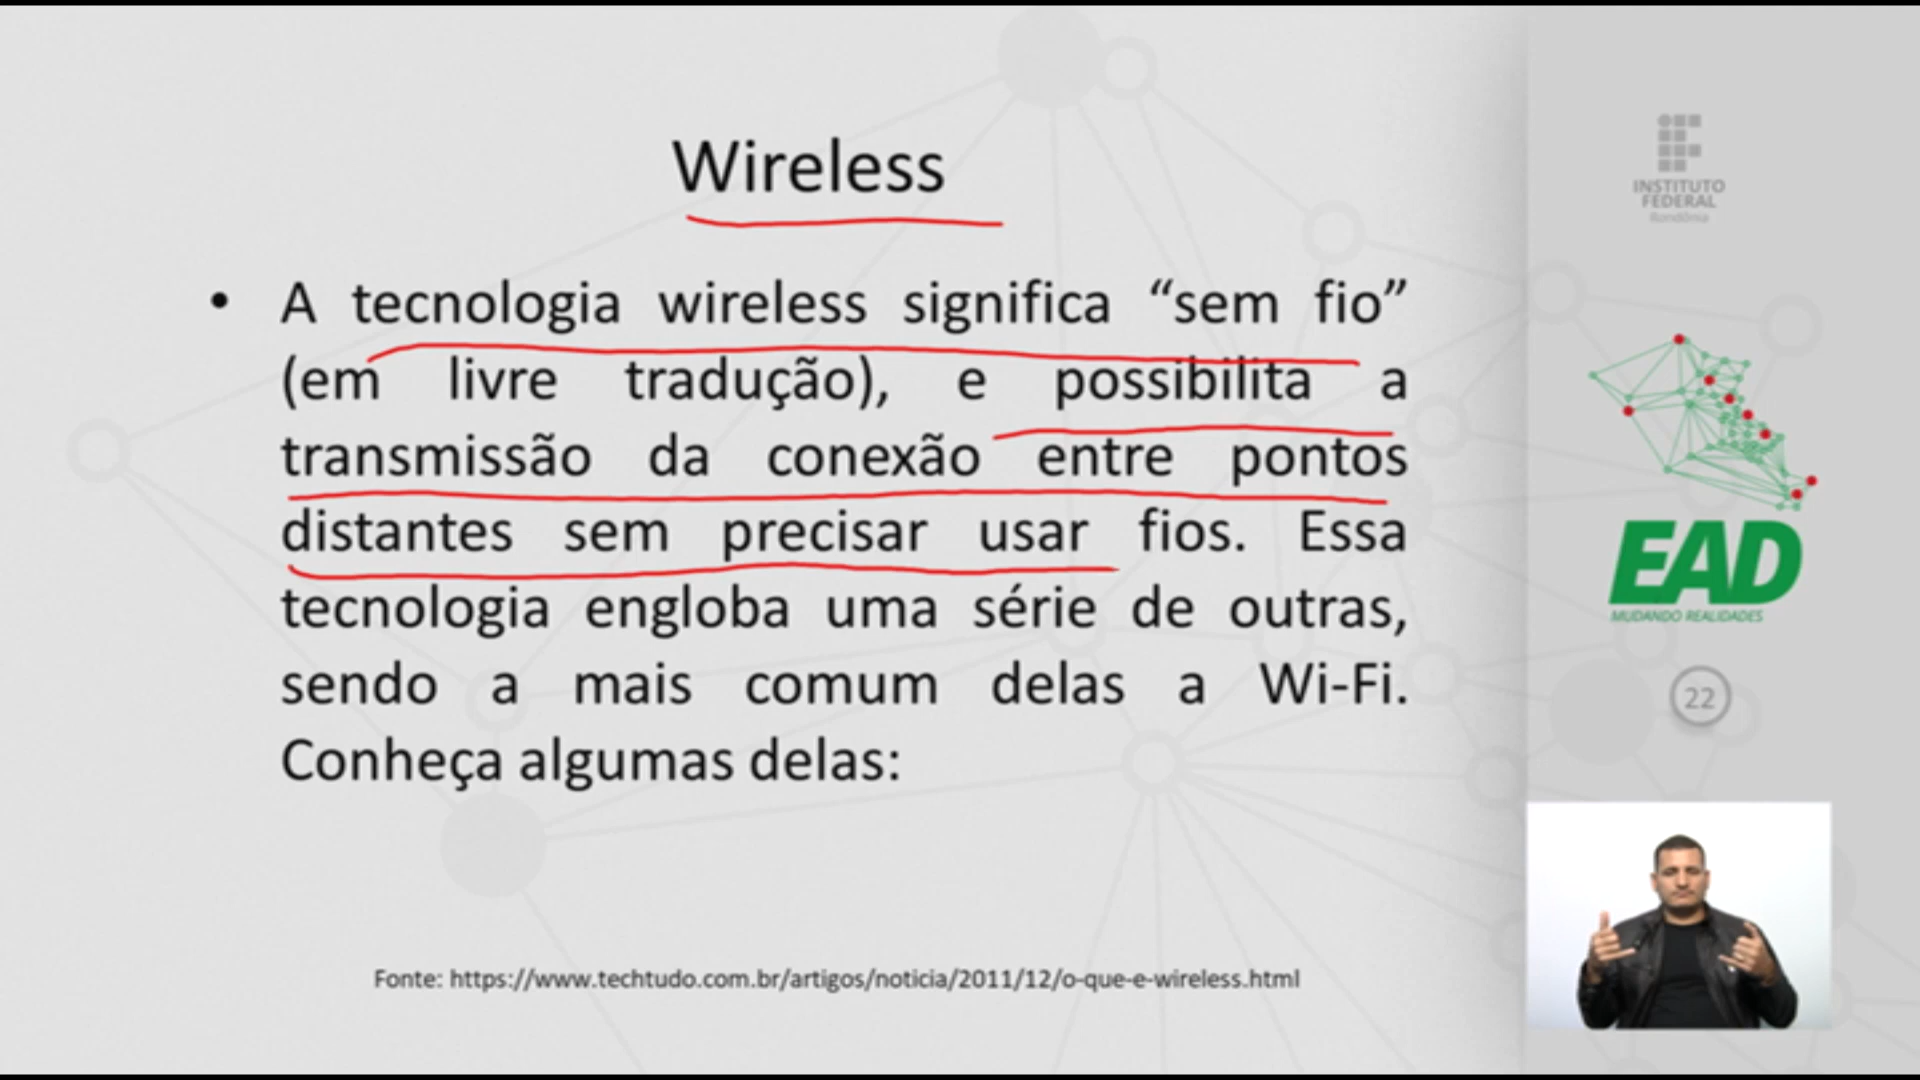 Wireless
• A tecnologia wireless significa “sem fio”
(em livre tradução), e possibilita a
transmissão da conexão entre pontos
distantes sem precisar usar fios. Essa
tecnologia engloba uma série de outras,
sendo a mais comum delas a Wi-Fi.
Conheça algumas delas:
Fonte: https://www.techtudo.com.br/artigos/noticia/2011/12/o-que-e-wireless.html
INSTITUTO
FEDERAL
Rondônia
EAD
MUDANDO REALIDADES
22